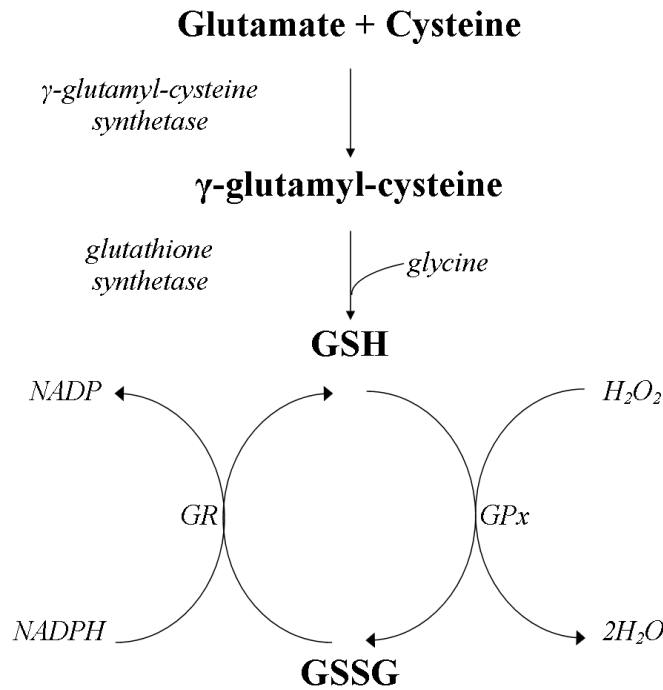 Glutamate + Cysteine
γ-glutamyl-cysteine
synthetase
γ-glutamyl-cysteine
glutathione
synthetase
glycine
GSH
NADP
H₂O₂
GR
GPx
NADPH
2H₂O
GSSG